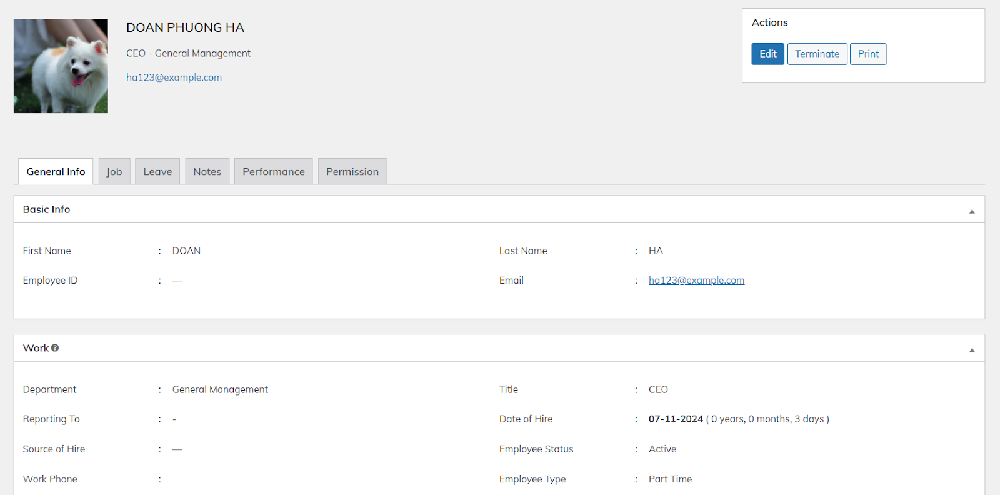 DOAN PHUONG HA
CEO - General Management
ha123@example.com
Actions
Edit Terminate Print
General Info Job Leave Notes Performance Permission
Basic Info
First Name : DOAN Last Name : HA
Employee ID : — Email : ha123@example.com
Work
Department : General Management Title : CEO
Reporting To : - Date of Hire : 07-11-2024 ( 0 years, 0 months, 3 days )
Source of Hire : — Employee Status : Active
Work Phone : Employee Type : Part Time